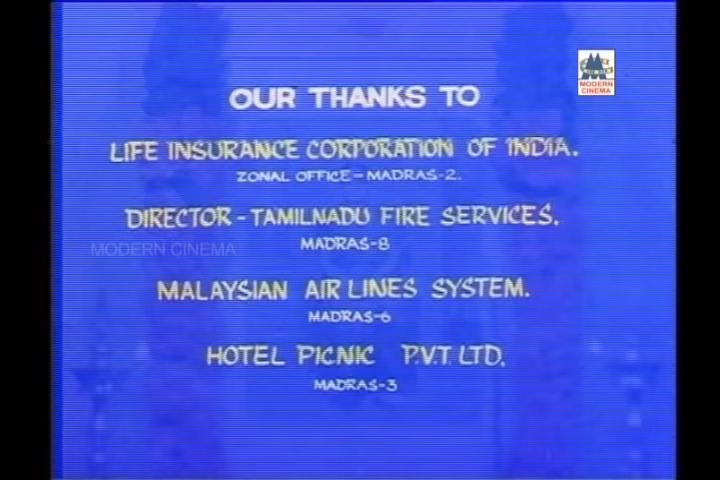 MODERN
CINEMA
OUR THANKS TO
LIFE INSURANCE CORPORATION OF INDIA.
ZONAL OFFICE - MADRAS-2.
DIRECTOR - TAMILNADU FIRE SERVICES.
MADRAS-8
MODERN CINEMA
MALAYSIAN AIR LINES SYSTEM.
MADRAS-6
HOTEL PICNIC P.V.T. LTD.
MADRAS-3